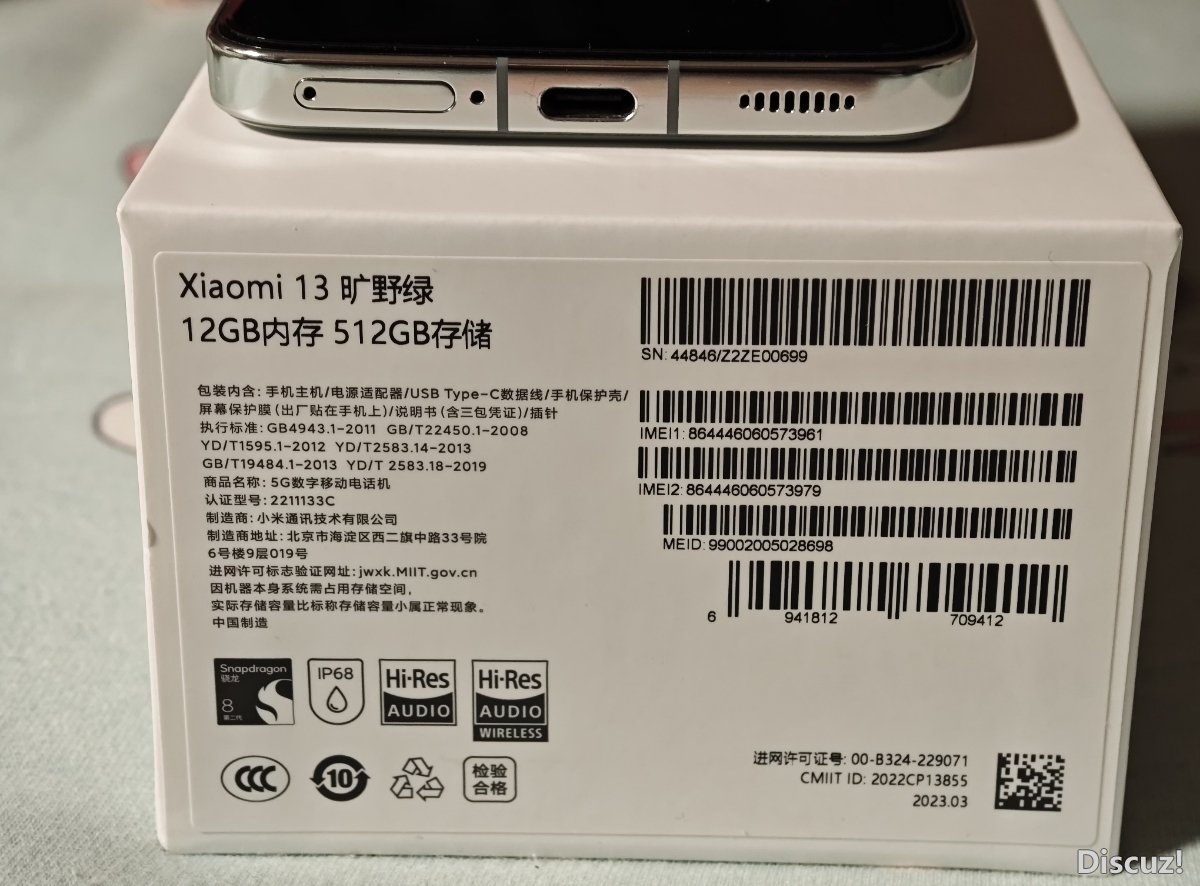 Xiaomi 13 旷野绿
12GB内存 512GB存储
包装内含: 手机主机/电源适配器/USB Type-C数据线/手机保护壳/
屏幕保护膜(出厂贴在手机上)/说明书(含三包凭证)/插针
执行标准: GB4943.1-2011 GB/T22450.1-2008
YD/T1595.1-2012 YD/T2583.14-2013
GB/T19484.1-2013 YD/T 2583.18-2019
商品名称: 5G数字移动电话机
认证型号: 2211133C
制造商: 小米通讯技术有限公司
制造商地址: 北京市海淀区西二旗中路33号院
6号楼9层019号
进网许可标志验证网址: jwxk.MIIT.gov.cn
因机器本身系统需占用存储空间,
实际存储容量比标称存储容量小属正常现象。
中国制造
SN: 44846/Z2ZE00699
IMEI1: 864446060573961
IMEI2: 864446060573979
MEID: 99002005028698
6 941812 709412
Snapdragon
骁龙
8
第二代
IP68
Hi-Res
AUDIO
Hi-Res
AUDIO
WIRELESS
CCC
10
检验
合格
进网许可证号: 00-B324-229071
CMIIT ID: 2022CP13855
2023.03
Discuz!